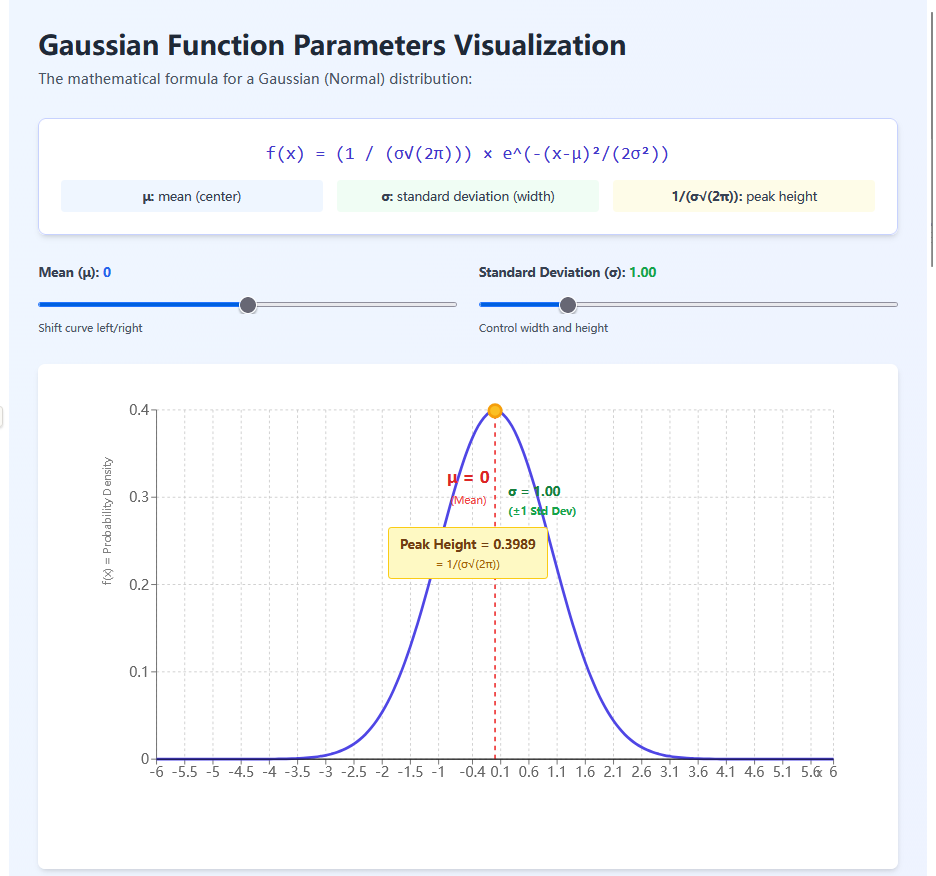 Gaussian Function Parameters Visualization
The mathematical formula for a Gaussian (Normal) distribution:
f(x) = (1 / (σ√(2π))) × e^(-(x-μ)²/(2σ²))
μ: mean (center)
σ: standard deviation (width)
1/(σ√(2π)): peak height
Mean (μ): 0
Standard Deviation (σ): 1.00
Shift curve left/right
Control width and height
0.4
0.3
0.2
0.1
0
f(x) = Probability Density
μ = 0
(Mean)
σ = 1.00
(±1 Std Dev)
Peak Height = 0.3989
= 1/(σ√(2π))
-6 -5.5 -5 -4.5 -4 -3.5 -3 -2.5 -2 -1.5 -1 -0.4 0.1 0.6 1.1 1.6 2.1 2.6 3.1 3.6 4.1 4.6 5.1 5.6 x 6